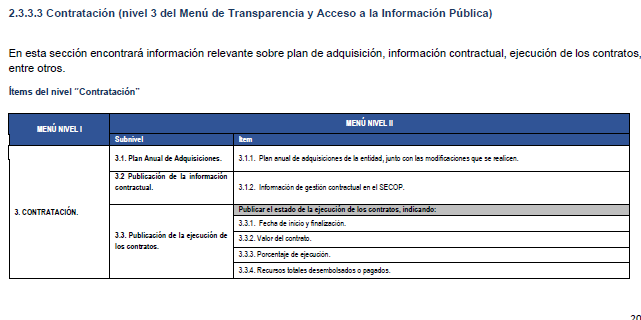 2.3.3.3 Contratación (nivel 3 del Menú de Transparencia y Acceso a la Información Pública)
En esta sección encontrará información relevante sobre plan de adquisición, información contractual, ejecución de los contratos,
entre otros.
Ítems del nivel "Contratación"
MENÚ NIVEL I
MENÚ NIVEL II
Subnivel
Ítem
3. CONTRATACIÓN.
3.1. Plan Anual de Adquisiciones.
3.1.1. Plan anual de adquisiciones de la entidad, junto con las modificaciones que se realicen.
3.2 Publicación de la información
contractual.
3.1.2. Información de gestión contractual en el SECOP.
3.3. Publicación de la ejecución de
los contratos.
Publicar el estado de la ejecución de los contratos, indicando:
3.3.1. Fecha de inicio y finalización.
3.3.2. Valor del contrato.
3.3.3. Porcentaje de ejecución.
3.3.4. Recursos totales desembolsados o pagados.
20